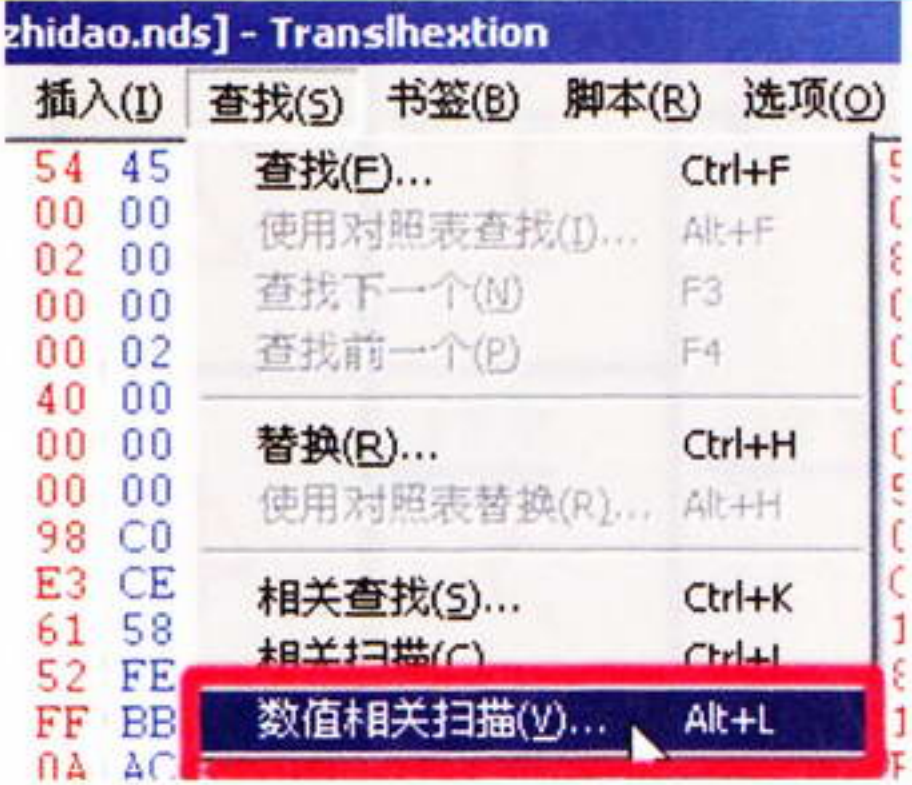 zhidao.nds] - Translhextion
插入(I) 查找(S) 书签(B) 脚本(R) 选项(O)
54 45 查找(F)... Ctrl+F
00 00 使用对照表查找(I)... Alt+F
02 00
00 00 查找下一个(N) F3
00 02 查找前一个(P) F4
40 00
00 00 替换(R)... Ctrl+H
00 00 使用对照表替换(R)... Alt+H
98 C0
E3 CE 相关查找(S)... Ctrl+K
61 58
52 FE 相关扫描(C) Ctrl+L
FF BB 数值相关扫描(V)... Alt+L
0A AC